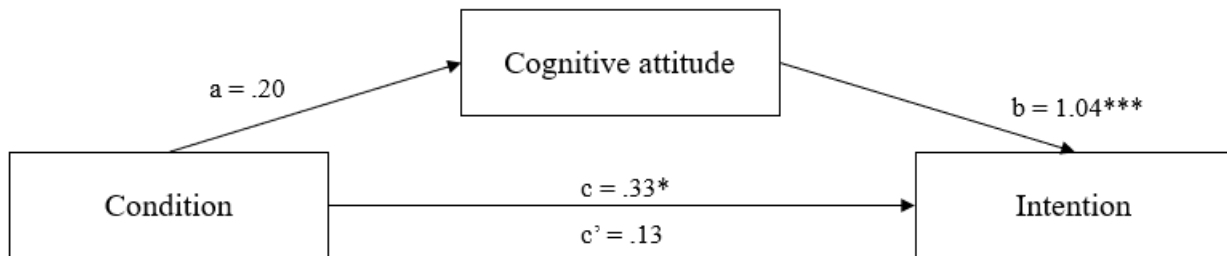 Cognitive attitude
a = .20
b = 1.04***
Condition
c = .33*
c’ = .13
Intention